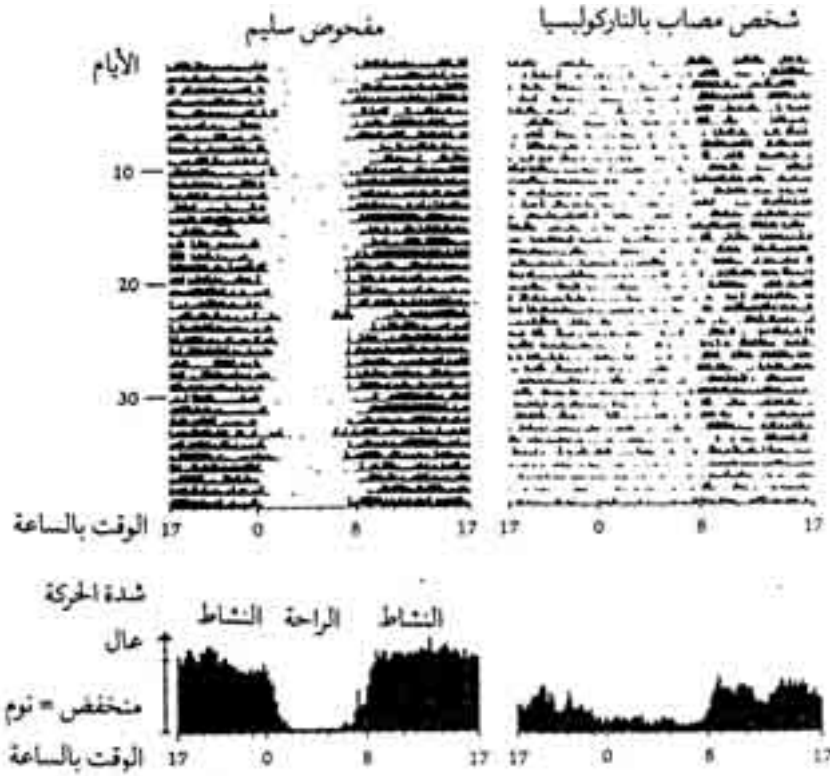 شخص مصاب بالناركولبسيا
مفحوص سليم
الأيام
10
20
30
الوقت بالساعة
17 0 8 17
17 0 8 17
شدة الحركة
النشاط الراحة النشاط
عال
منخفض = نوم
الوقت بالساعة
17 0 8 17
17 0 8 17